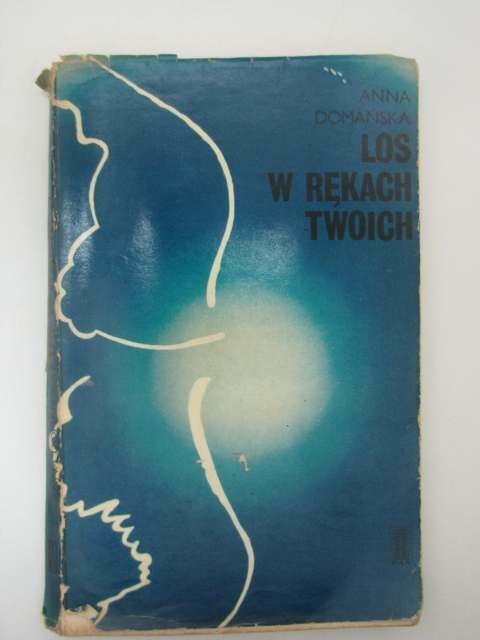 ANNA
DOMAŃSKA
LOS
W RĘKACH
TWOICH